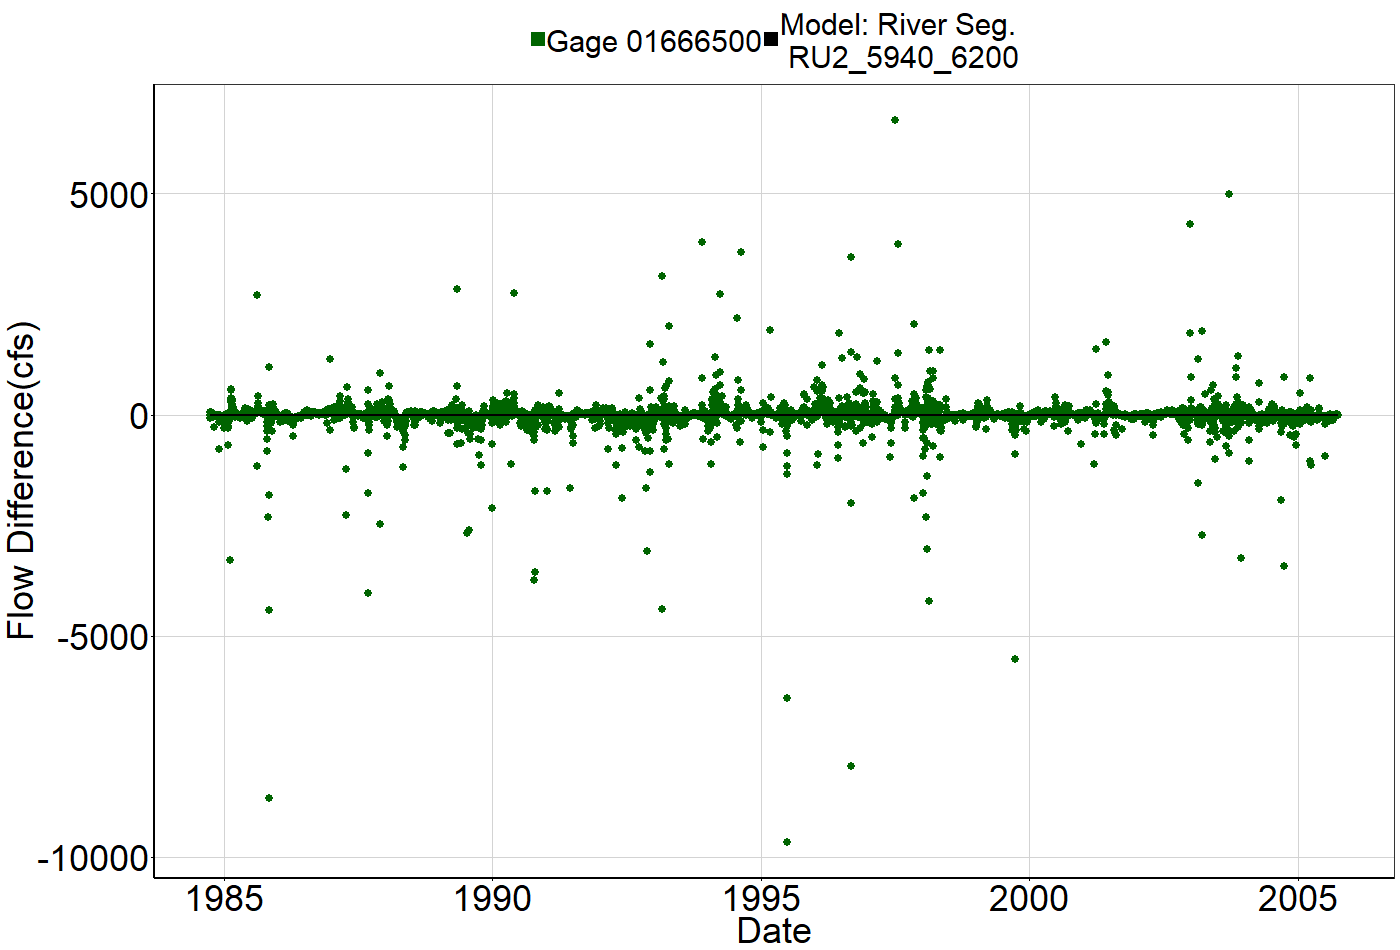 Gage 01666500 Model: River Seg.
RU2_5940_6200
Flow Difference(cfs)
5000
0
-5000
-10000
1985 1990 1995 2000 2005
Date